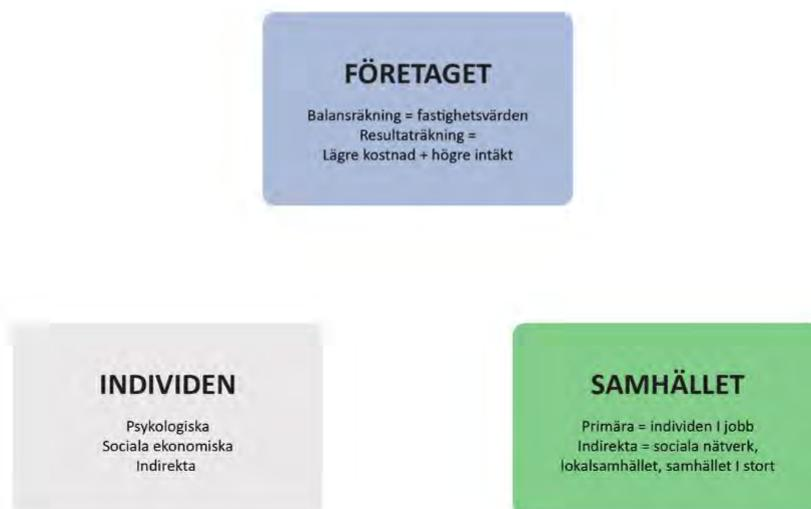 FÖRETAGET
Balansräkning = fastighetsvärden
Resultaträkning =
Lägre kostnad + högre intäkt
INDIVIDEN
Psykologiska
Sociala ekonomiska
Indirekta
SAMHÄLLET
Primära = individen I jobb
Indirekta = sociala nätverk,
lokalsamhället, samhället I stort